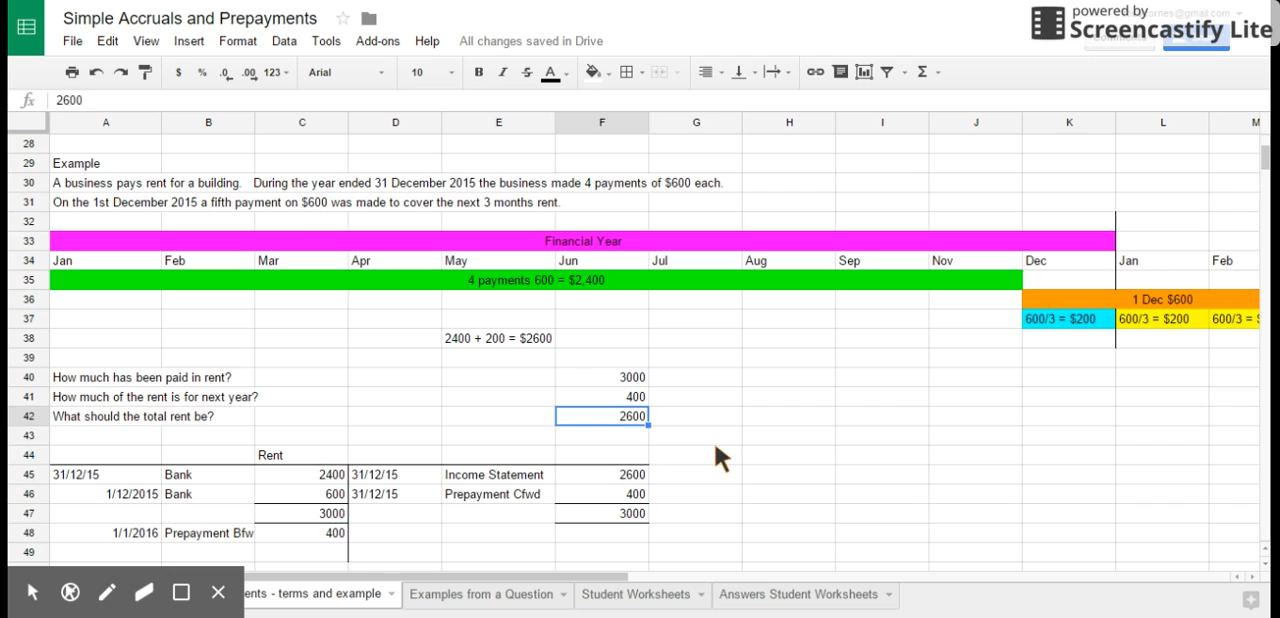 Simple Accruals and Prepayments
powered by
Screencastify Lite
File Edit View Insert Format Data Tools Add-ons Help All changes saved in Drive
$ % .0 .00 123 Arial 10 B I S A Σ
fx 2600
A B C D E F G H I J K L M
28
29 Example
30 A business pays rent for a building. During the year ended 31 December 2015 the business made 4 payments of $600 each.
31 On the 1st December 2015 a fifth payment on $600 was made to cover the next 3 months rent.
32
33 Financial Year
34 Jan Feb Mar Apr May Jun Jul Aug Sep Nov Dec Jan Feb
35 4 payments 600 = $2,400
36 1 Dec $600
37 600/3 = $200 600/3 = $200 600/3 =
38 2400 + 200 = $2600
39
40 How much has been paid in rent? 3000
41 How much of the rent is for next year? 400
42 What should the total rent be? 2600
43
44 Rent
45 31/12/15 Bank 2400 31/12/15 Income Statement 2600
46 1/12/2015 Bank 600 31/12/15 Prepayment Cfwd 400
47 3000 3000
48 1/1/2016 Prepayment Bfw 400
49
ents - terms and example Examples from a Question Student Worksheets Answers Student Worksheets